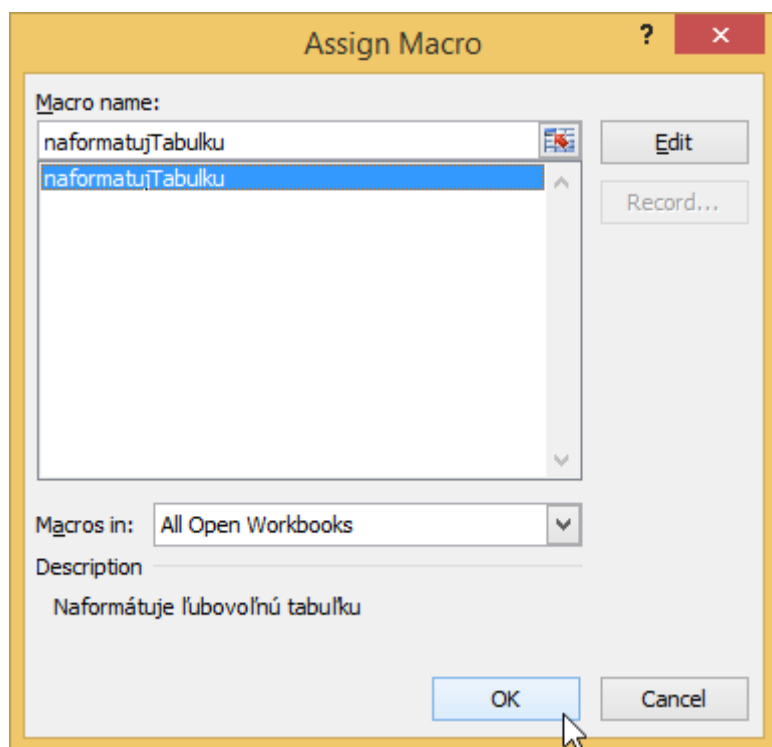 Assign Macro
?
×
Macro name:
naformatujTabulku
Edit
naformatujTabulku
Record...
Macros in:
All Open Workbooks
Description
Naformátuje ľubovoľnú tabuľku
OK
Cancel